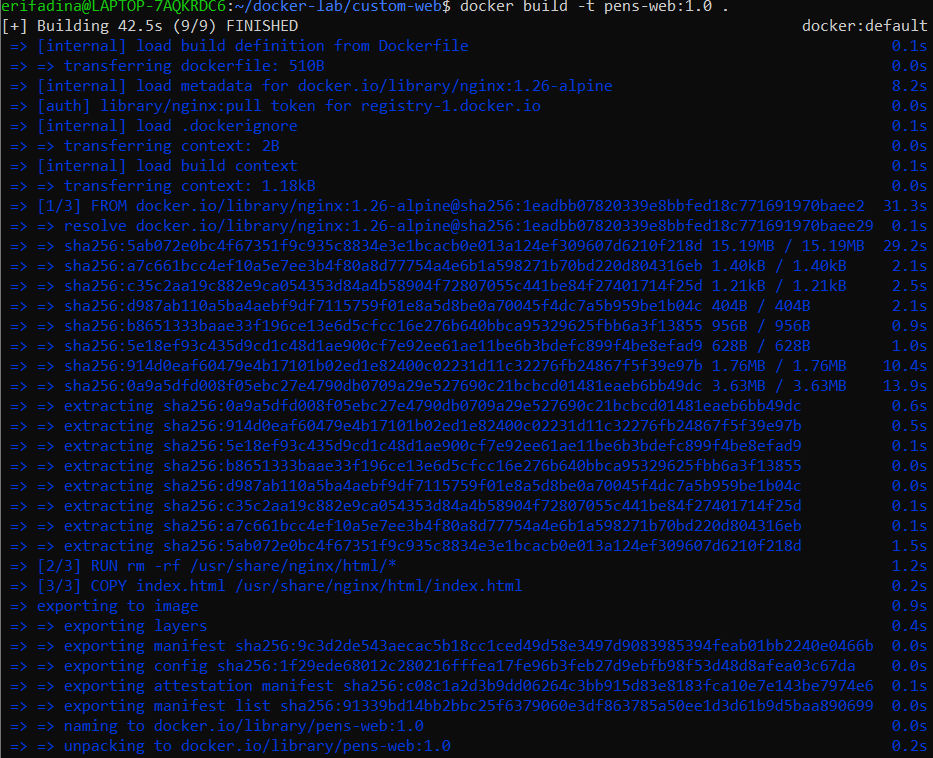 erifadina@LAPTOP-7AQKRDC6:~/docker-lab/custom-web$ docker build -t pens-web:1.0 .
[+] Building 42.5s (9/9) FINISHED docker:default
=> [internal] load build definition from Dockerfile 0.1s
=> => transferring dockerfile: 510B 0.0s
=> [internal] load metadata for docker.io/library/nginx:1.26-alpine 8.2s
=> [auth] library/nginx:pull token for registry-1.docker.io 0.0s
=> [internal] load .dockerignore 0.1s
=> => transferring context: 2B 0.0s
=> [internal] load build context 0.1s
=> => transferring context: 1.18kB 0.0s
=> [1/3] FROM docker.io/library/nginx:1.26-alpine@sha256:1eadbb07820339e8bbfed18c771691970baee2 31.3s
=> => resolve docker.io/library/nginx:1.26-alpine@sha256:1eadbb07820339e8bbfed18c771691970baee29 0.1s
=> => sha256:5ab072e0bc4f67351f9c935c8834e3e1bcacb0e013a124ef309607d6210f218d 15.19MB / 15.19MB 29.2s
=> => sha256:a7c661bcc4ef10a5e7ee3b4f80a8d77754a4e6b1a598271b70bd220d804316eb 1.40kB / 1.40kB 2.1s
=> => sha256:c35c2aa19c882e9ca054353d84a4b58904f72807055c441be84f27401714f25d 1.21kB / 1.21kB 2.5s
=> => sha256:d987ab110a5ba4aebf9df7115759f01e8a5d8be0a70045f4dc7a5b959be1b04c 404B / 404B 2.1s
=> => sha256:b8651333baae33f196ce13e6d5cfcc16e276b640bbca95329625fbb6a3f13855 956B / 956B 0.9s
=> => sha256:5e18ef93c435d9cd1c48d1ae900cf7e92ee61ae11be6b3bdefc899f4be8efad9 628B / 628B 1.0s
=> => sha256:914d0eaf60479e4b17101b02ed1e82400c02231d11c32276fb24867f5f39e97b 1.76MB / 1.76MB 10.4s
=> => sha256:0a9a5dfd008f05ebc27e4790db0709a29e527690c21bcbcd01481eaeb6bb49dc 3.63MB / 3.63MB 13.9s
=> => extracting sha256:0a9a5dfd008f05ebc27e4790db0709a29e527690c21bcbcd01481eaeb6bb49dc 0.6s
=> => extracting sha256:914d0eaf60479e4b17101b02ed1e82400c02231d11c32276fb24867f5f39e97b 0.5s
=> => extracting sha256:5e18ef93c435d9cd1c48d1ae900cf7e92ee61ae11be6b3bdefc899f4be8efad9 0.1s
=> => extracting sha256:b8651333baae33f196ce13e6d5cfcc16e276b640bbca95329625fbb6a3f13855 0.0s
=> => extracting sha256:d987ab110a5ba4aebf9df7115759f01e8a5d8be0a70045f4dc7a5b959be1b04c 0.0s
=> => extracting sha256:c35c2aa19c882e9ca054353d84a4b58904f72807055c441be84f27401714f25d 0.1s
=> => extracting sha256:a7c661bcc4ef10a5e7ee3b4f80a8d77754a4e6b1a598271b70bd220d804316eb 0.1s
=> => extracting sha256:5ab072e0bc4f67351f9c935c8834e3e1bcacb0e013a124ef309607d6210f218d 1.5s
=> [2/3] RUN rm -rf /usr/share/nginx/html/* 1.2s
=> [3/3] COPY index.html /usr/share/nginx/html/index.html 0.2s
=> exporting to image 0.9s
=> => exporting layers 0.4s
=> => exporting manifest sha256:9c3d2de543aecac5b18cc1ced49d58e3497d9083985394feab01bb2240e0466b 0.0s
=> => exporting config sha256:1f29ede68012c280216fffea17fe96b3feb27d9ebfb98f53d48d8afea03c67da 0.0s
=> => exporting attestation manifest sha256:c08c1a2d3b9dd06264c3bb915d83e8183fca10e7e143be7974e6 0.1s
=> => exporting manifest list sha256:91339bd14bb2bbc25f6379060e3df863785a50ee1d3d61b9d5baa890699 0.0s
=> => naming to docker.io/library/pens-web:1.0 0.0s
=> => unpacking to docker.io/library/pens-web:1.0 0.2s